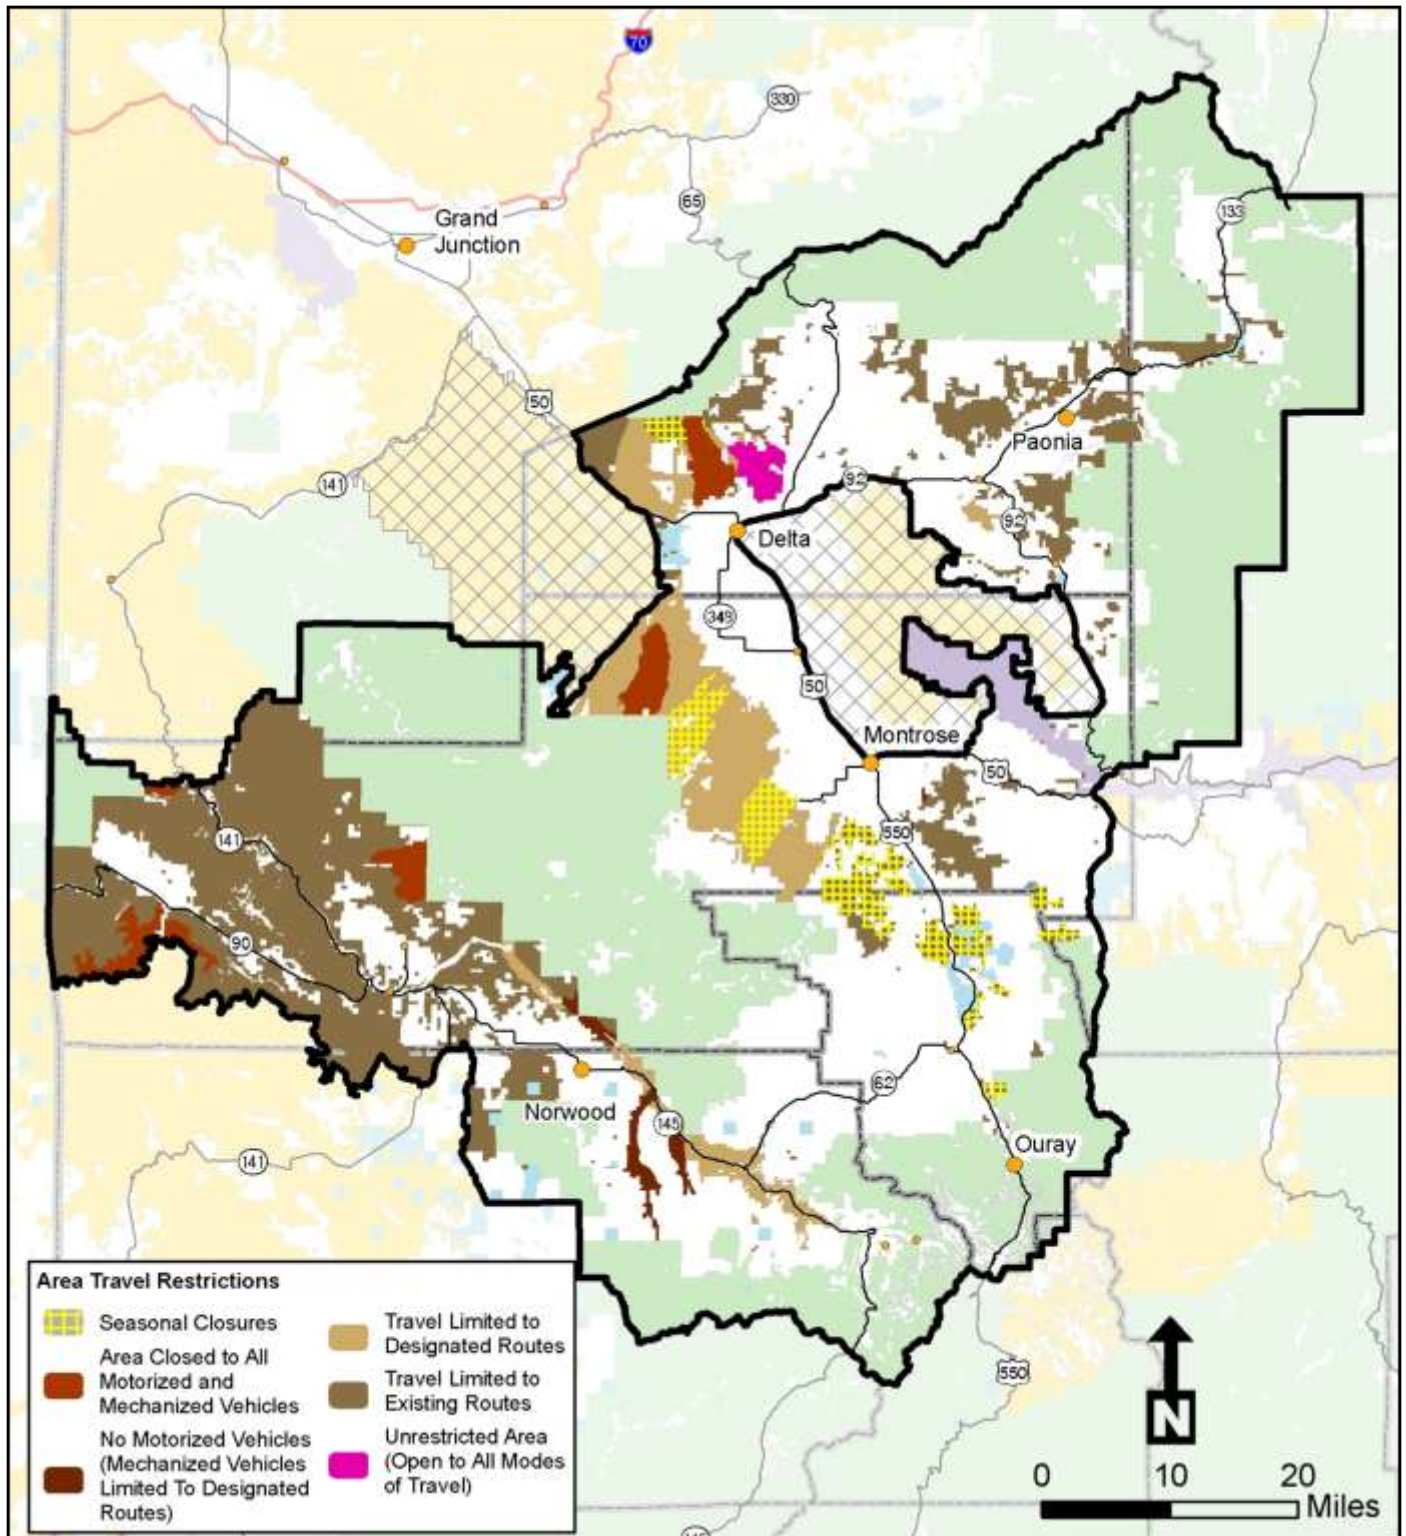 70
330
65
133
Grand
Junction
50
141
Paonia
92
92
Delta
348
50
Montrose
50
550
141
90
62
Norwood
145
Ouray
141
550
Area Travel Restrictions
Seasonal Closures
Area Closed to All
Motorized and
Mechanized Vehicles
No Motorized Vehicles
(Mechanized Vehicles
Limited To Designated
Routes)
Travel Limited to
Designated Routes
Travel Limited to
Existing Routes
Unrestricted Area
(Open to All Modes
of Travel)
N
0 10 20
Miles